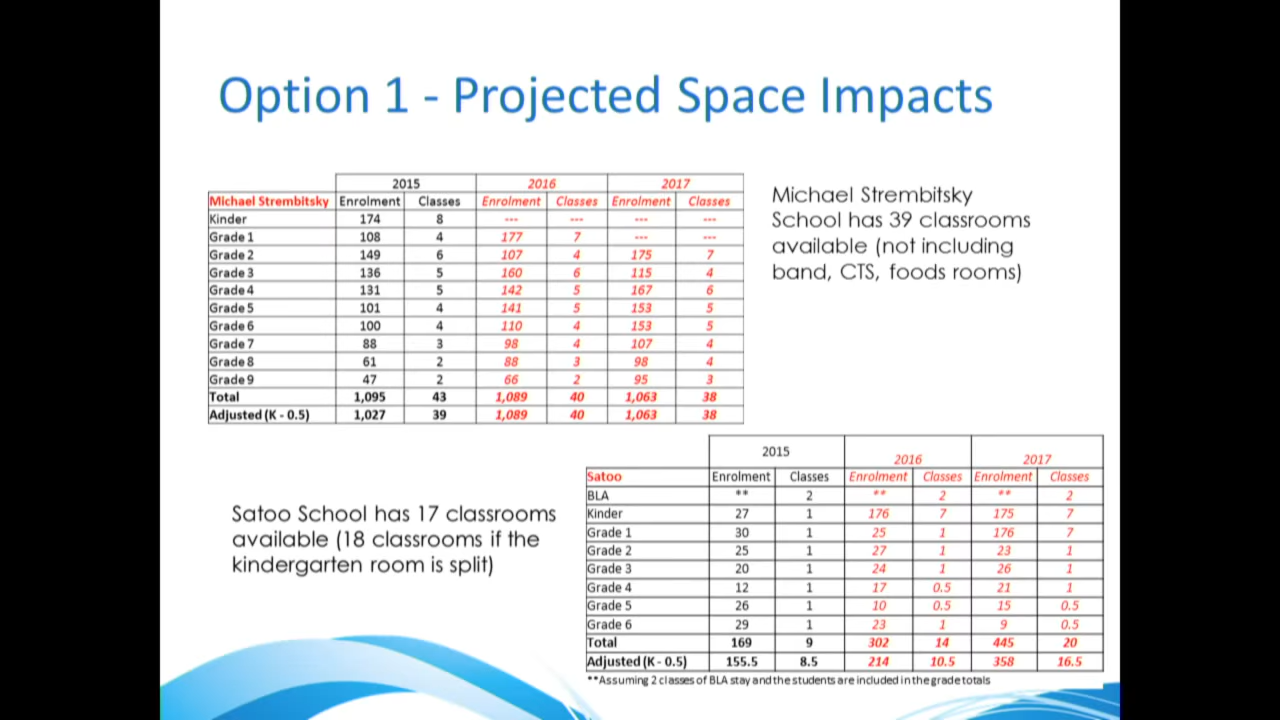 Option 1 - Projected Space Impacts
2015 2016 2017
Michael Strembitsky Enrolment Classes Enrolment Classes Enrolment Classes
Kinder 174 8 --- --- --- ---
Grade 1 108 4 177 7 --- ---
Grade 2 149 6 107 4 175 7
Grade 3 136 5 160 6 115 4
Grade 4 131 5 142 5 167 6
Grade 5 101 4 141 5 153 5
Grade 6 100 4 110 4 153 5
Grade 7 88 3 98 4 107 4
Grade 8 61 2 88 3 98 4
Grade 9 47 2 66 2 95 3
Total 1,095 43 1,089 40 1,063 38
Adjusted (K - 0.5) 1,027 39 1,089 40 1,063 38
Michael Strembitsky
School has 39 classrooms
available (not including
band, CTS, foods rooms)
Satoo School has 17 classrooms
available (18 classrooms if the
kindergarten room is split)
2015 2016 2017
Satoo Enrolment Classes Enrolment Classes Enrolment Classes
BLA ** 2 ** 2 ** 2
Kinder 27 1 176 7 175 7
Grade 1 30 1 25 1 176 7
Grade 2 25 1 27 1 23 1
Grade 3 20 1 24 1 26 1
Grade 4 12 1 17 0.5 21 1
Grade 5 26 1 10 0.5 15 0.5
Grade 6 29 1 23 1 9 0.5
Total 169 9 302 14 445 20
Adjusted (K - 0.5) 155.5 8.5 214 10.5 358 16.5
**Assuming 2 classes of BLA stay and the students are included in the grade totals